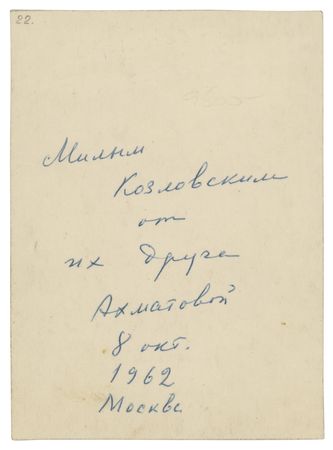 22.
Милым
Козловским
от
их друга
Ахматовой
8 окт.
1962
Москва